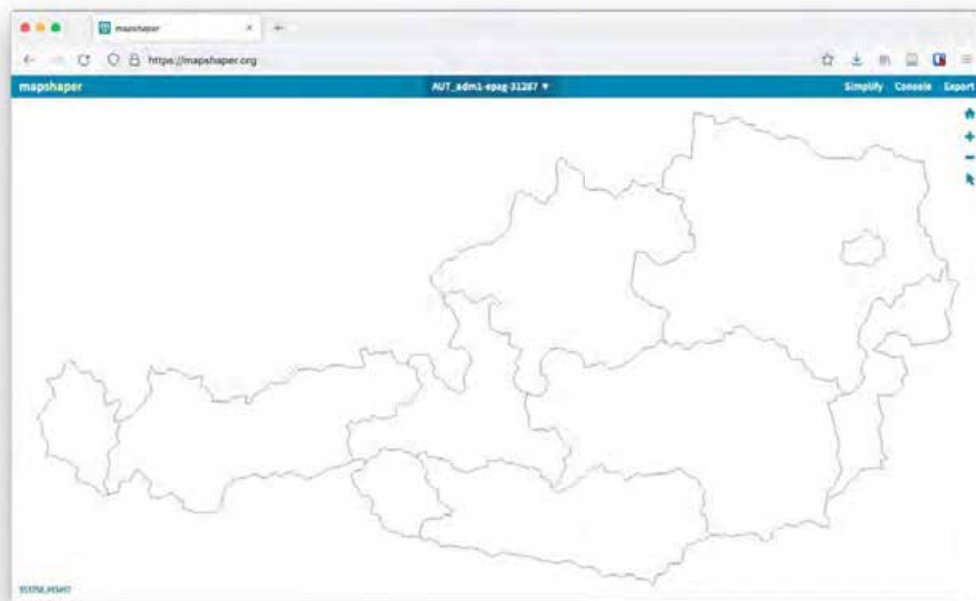 mapshaper
https://mapshaper.org
mapshaper
AUT_adm1-epsg-31287 ▼
Simplify Console Export